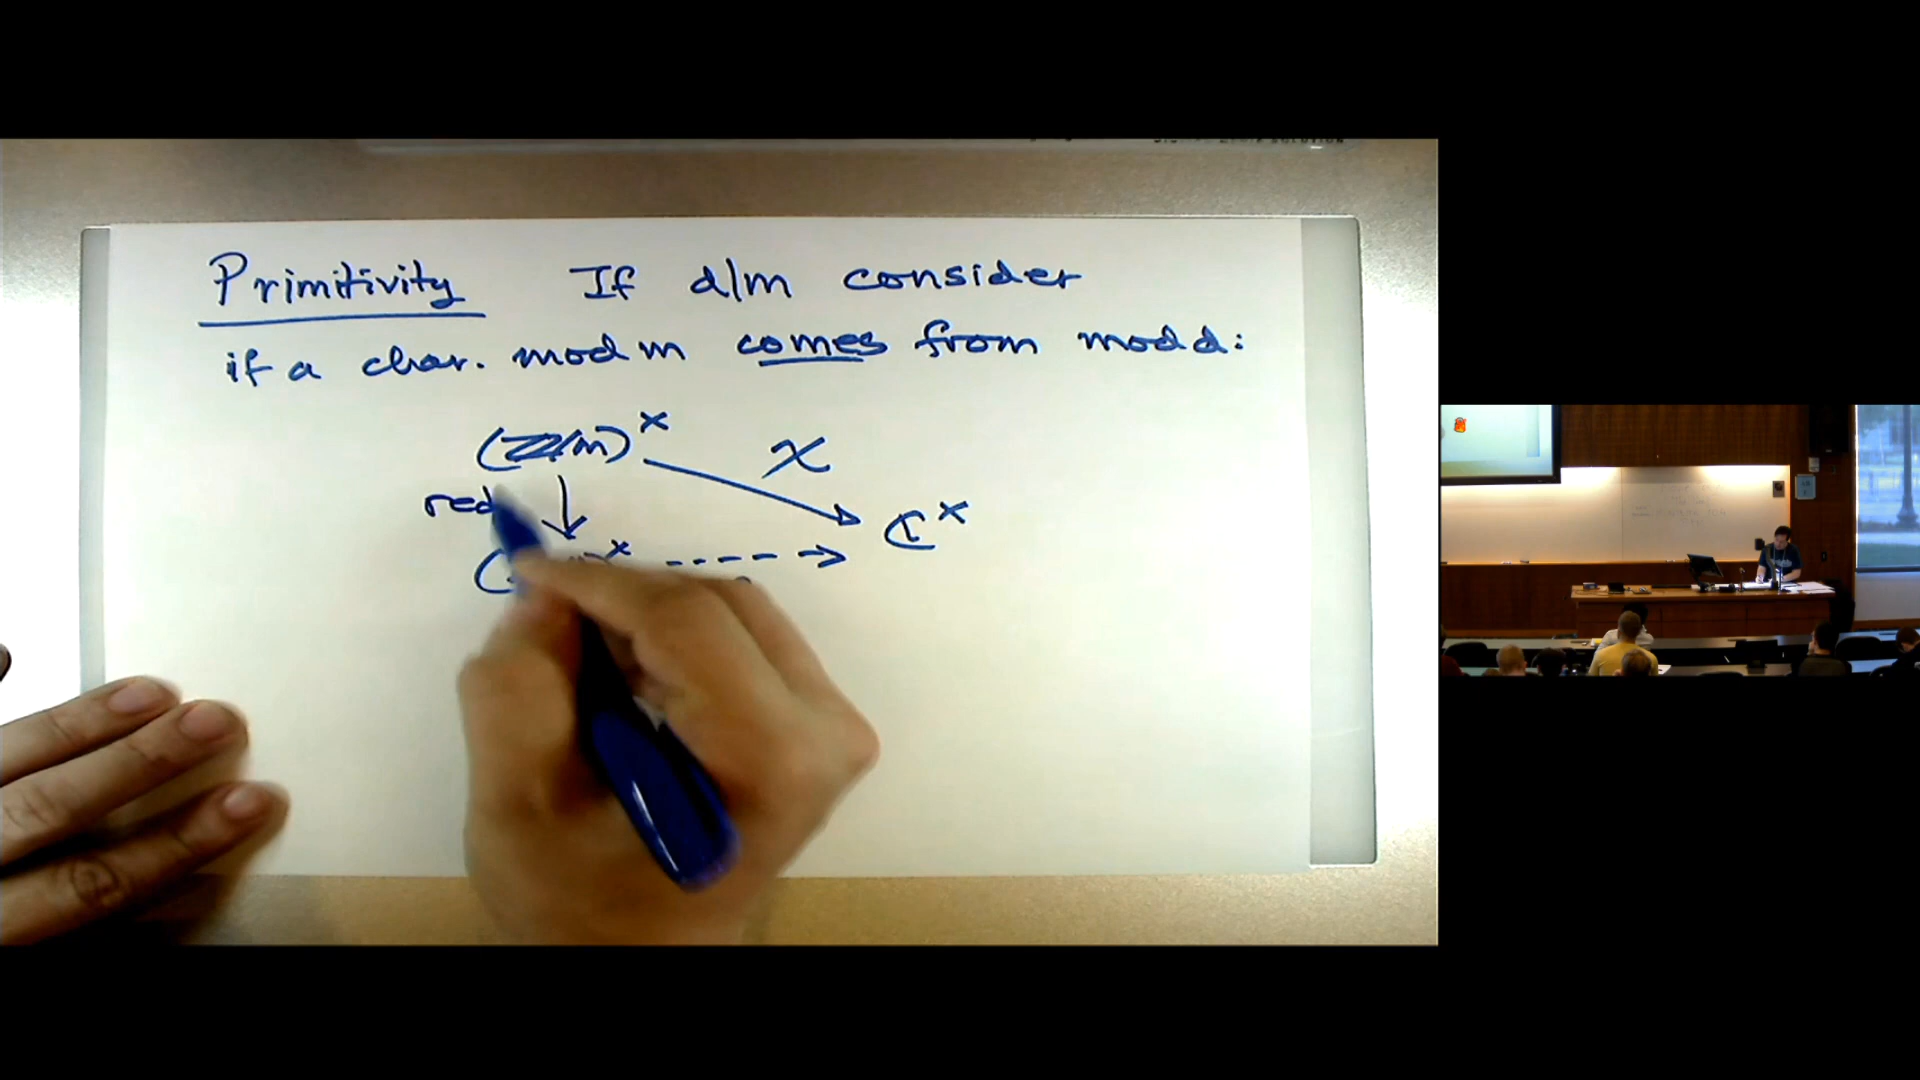 Primitivity If d|m consider
if a char. mod m comes from mod d:
(ℤ/m)^×
χ
red
ℂ^×
(
×